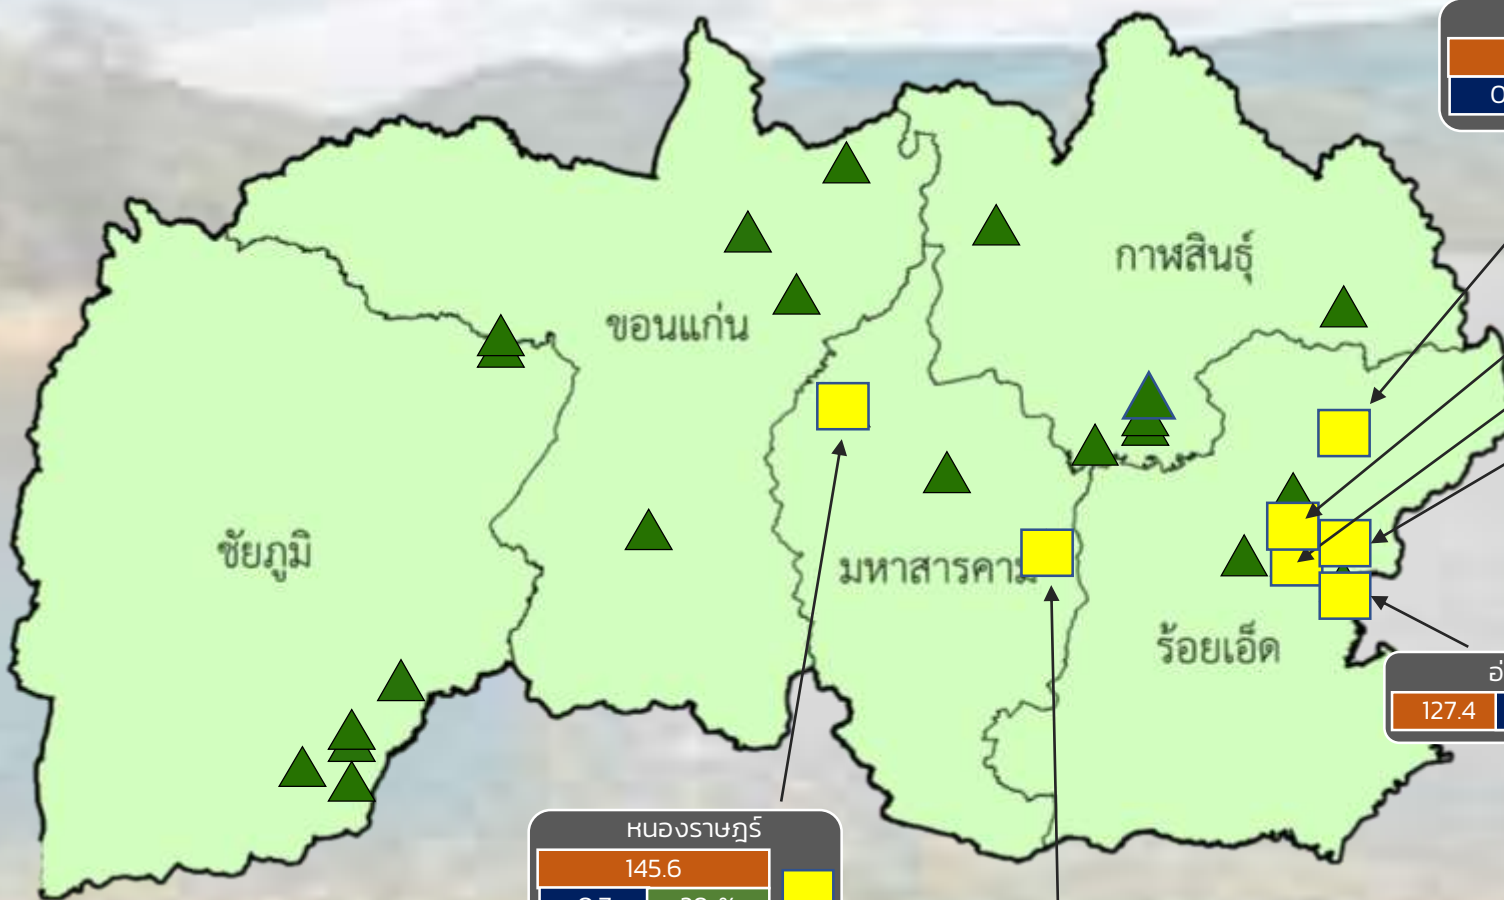 กาฬสินธุ์
ขอนแก่น
ชัยภูมิ
มหาสารคาม
ร้อยเอ็ด
127.4
หนองราษฎร์
145.6